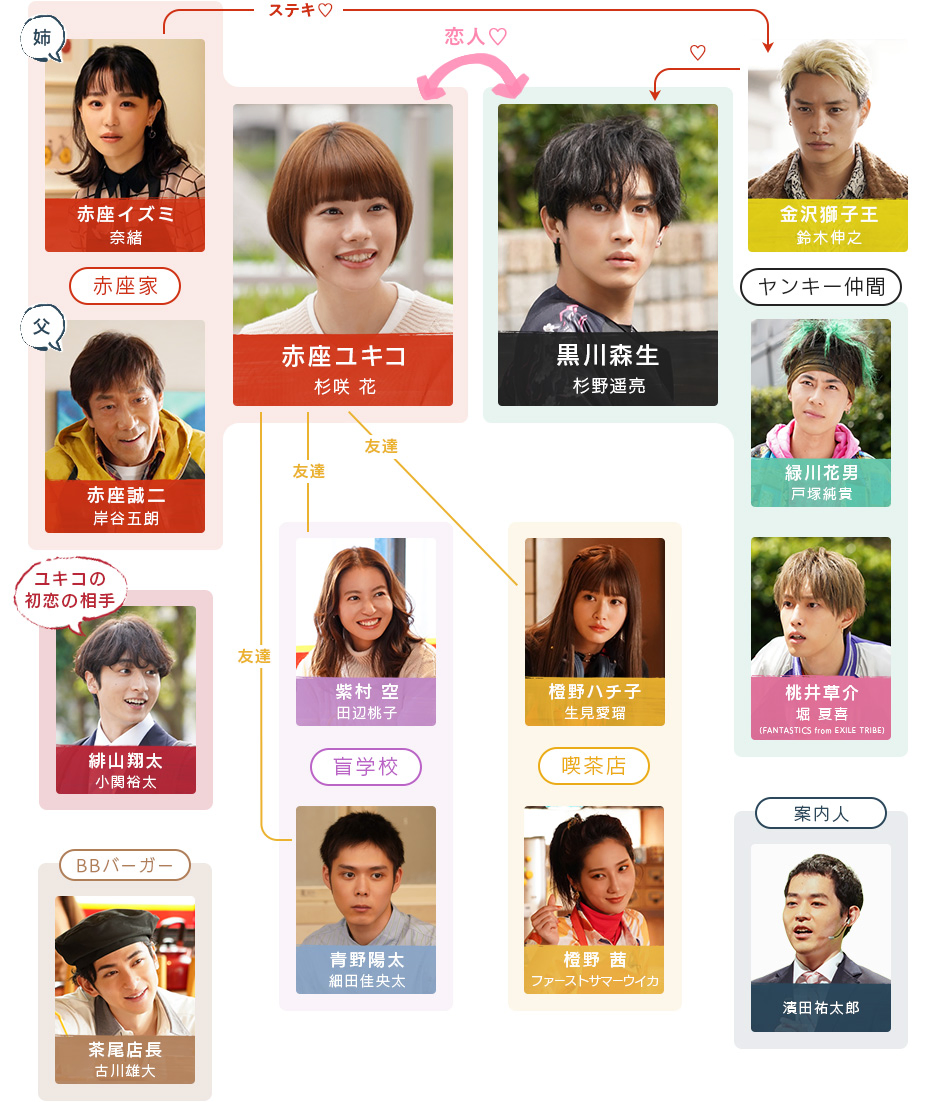 ステキ♡
姉
恋人♡
♡
赤座イズミ
奈緒
金沢獅子王
鈴木伸之
赤座家
ヤンキー仲間
父
赤座ユキコ
杉咲 花
黒川森生
杉野遥亮
赤座誠二
岸谷五朗
緑川花男
戸塚純貴
友達
友達
ユキコの
初恋の相手
友達
紫村 空
田辺桃子
橙野ハチ子
生見愛瑠
桃井草介
堀 夏喜
(FANTASTICS from EXILE TRIBE)
緋山翔太
小関裕太
盲学校
喫茶店
案内人
BBバーガー
青野陽太
細田佳央太
橙野 茜
ファーストサマーウイカ
濱田祐太郎
茶尾店長
古川雄大